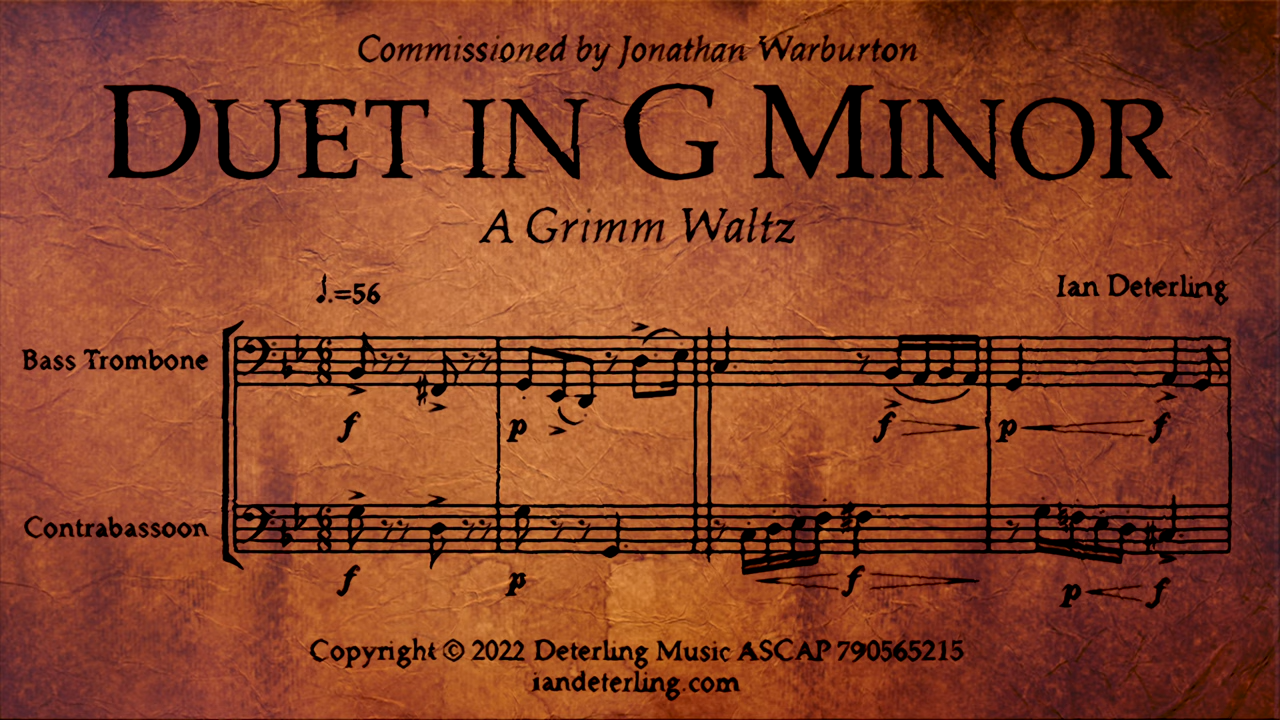 Commissioned by Jonathan Warburton
DUET IN G MINOR
A Grimm Waltz
♩.=56
Ian Deterling
Bass Trombone
f p f p f
Contrabassoon
f p f p f
Copyright © 2022 Deterling Music ASCAP 790565215
iandeterling.com